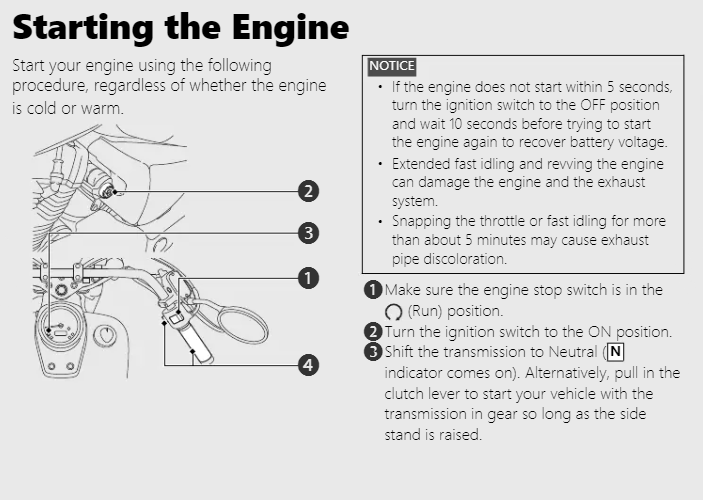 Starting the Engine
Start your engine using the following
procedure, regardless of whether the engine
is cold or warm.
2
3
1
4
NOTICE
• If the engine does not start within 5 seconds,
turn the ignition switch to the OFF position
and wait 10 seconds before trying to start
the engine again to recover battery voltage.
• Extended fast idling and revving the engine
can damage the engine and the exhaust
system.
• Snapping the throttle or fast idling for more
than about 5 minutes may cause exhaust
pipe discoloration.
1 Make sure the engine stop switch is in the
(Run) position.
2 Turn the ignition switch to the ON position.
3 Shift the transmission to Neutral (N
indicator comes on). Alternatively, pull in the
clutch lever to start your vehicle with the
transmission in gear so long as the side
stand is raised.